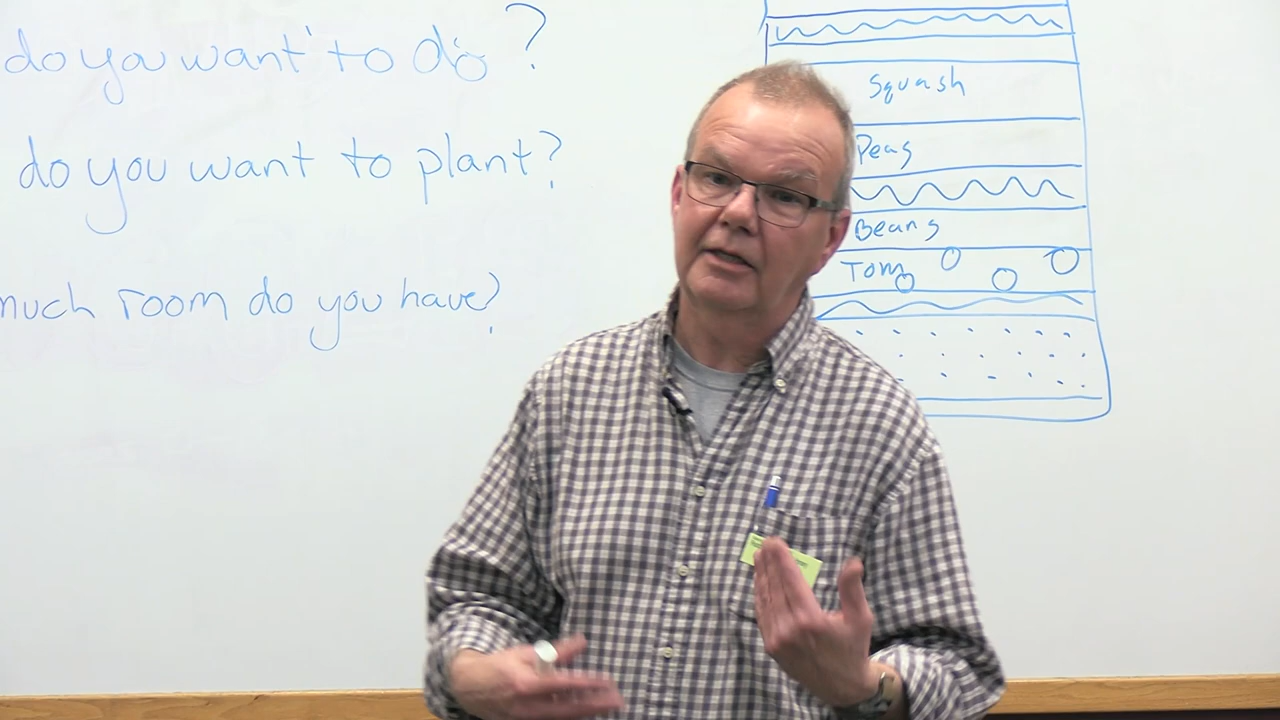 do you want to do ?
do you want to plant?
much room do you have?
Squash
Peas
Beans
Tom